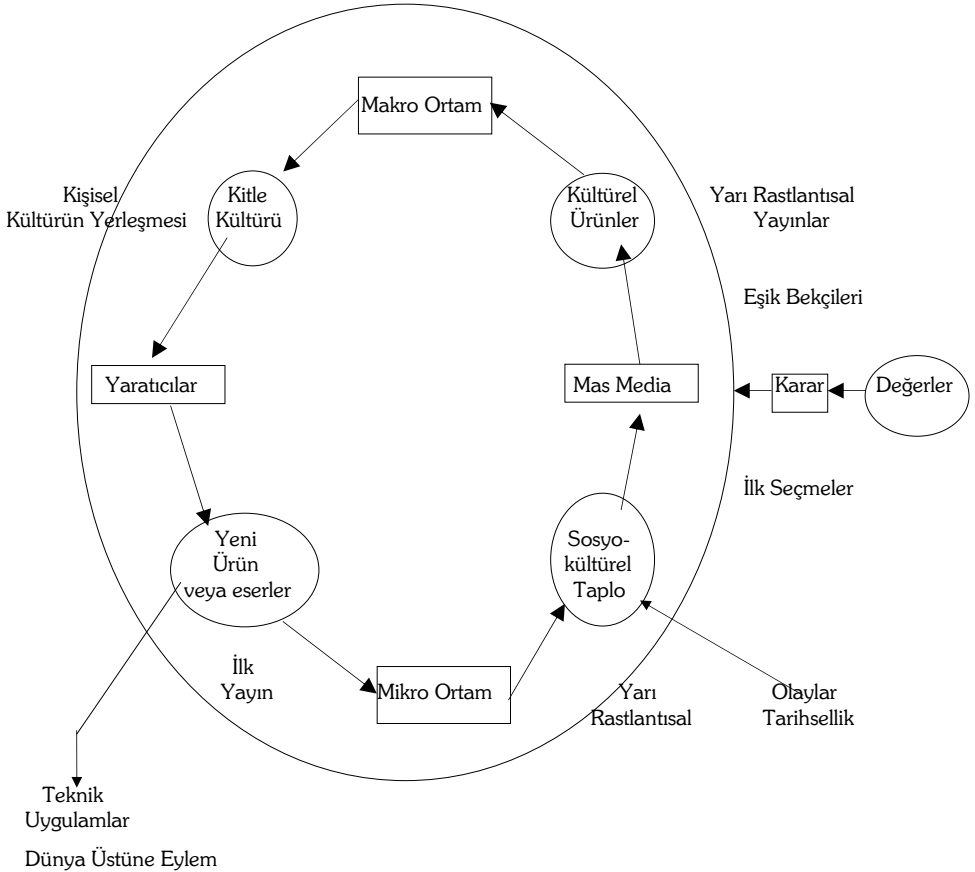 Makro Ortam
Kişisel
Kültürün Yerleşmesi
Kitle
Kültürü
Kültürel
Ürünler
Yarı Rastlantısal
Yayınlar
Eşik Bekçileri
Yaratıcılar
Mas Media
Karar
Değerler
İlk Seçmeler
Yeni
Ürün
veya eserler
Sosyo-
kültürel
Taplo
İlk
Yayın
Mikro Ortam
Yarı
Rastlantısal
Olaylar
Tarihsellik
Teknik
Uygulamlar
Dünya Üstüne Eylem